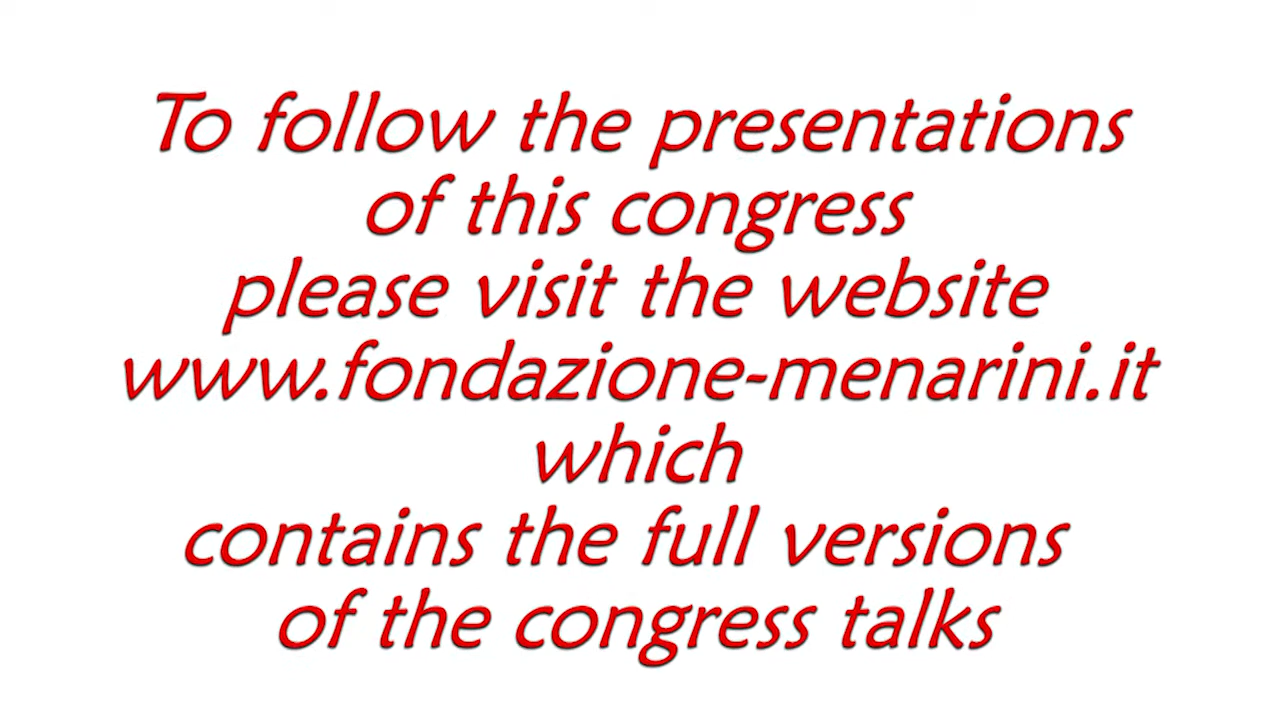 To follow the presentations
of this congress
please visit the website
www.fondazione-menarini.it
which
contains the full versions
of the congress talks